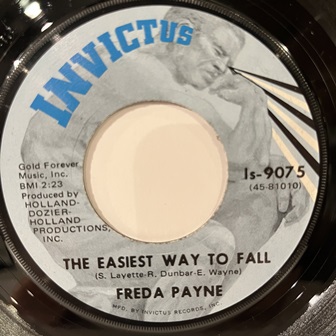 INVICTUS
Gold Forever
Music, Inc.
BMI 2:23
Produced by
HOLLAND-
DOZIER-
HOLLAND
PRODUCTIONS,
INC.
Is-9075
(45-81010)
THE EASIEST WAY TO FALL
(S. Layette-R. Dunbar-E. Wayne)
FREDA PAYNE
MFD. BY INVICTUS RECORDS, INC.